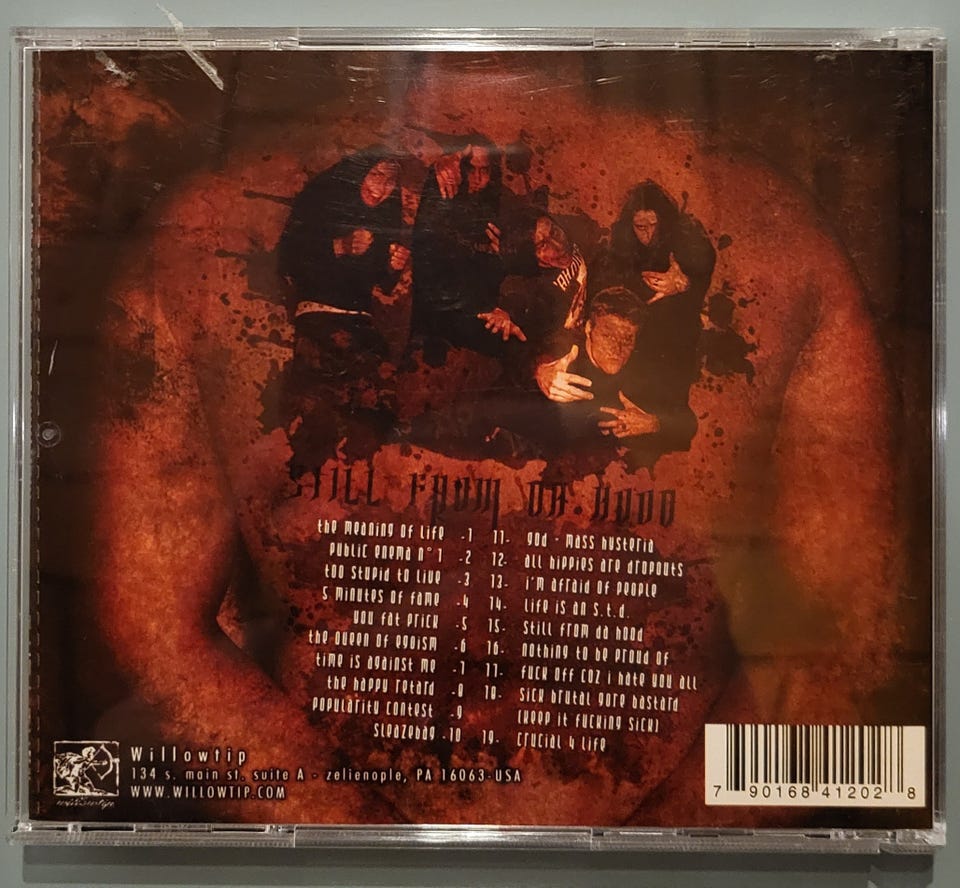 STILL FROM DA HOOD
the meaning of life - 1
public enema n° 1 - 2
too stupid to live - 3
5 minutes of fame - 4
you fat prick - 5
the queen of egoism - 6
time is against me - 7
the happy retard - 8
popularity contest - 9
sleazebag - 10
11- god - mass hysteria
12- all hippies are dropouts
13- i'm afraid of people
14- life is an s.t.d.
15- still from da hood
16- nothing to be proud of
17- fuck off coz i hate you all
18- sick brutal gore bastard
(keep it fucking sick)
19- crucial 4 life
Willowtip
134 s. main st. suite A - zelienople, PA 16063-USA
WWW.WILLOWTIP.COM
willowtip
7 90168 41202 8